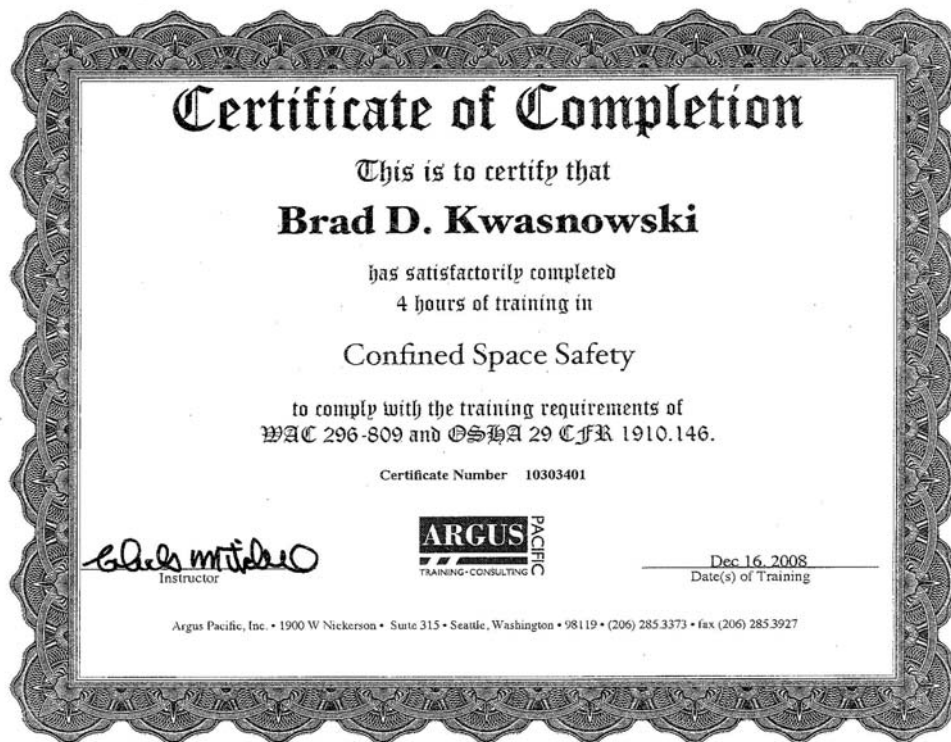 Certificate of Completion
This is to certify that
Brad D. Kwasnowski
has satisfactorily completed
4 hours of training in
Confined Space Safety
to comply with the training requirements of
WAC 296-809 and OSHA 29 CFR 1910.146.
Certificate Number 10303401
Instructor
ARGUS
PACIFIC
TRAINING•CONSULTING
Dec 16, 2008
Date(s) of Training
Argus Pacific, Inc. • 1900 W Nickerson • Suite 315 • Seattle, Washington • 98119 • (206) 285.3373 • fax (206) 285.3927